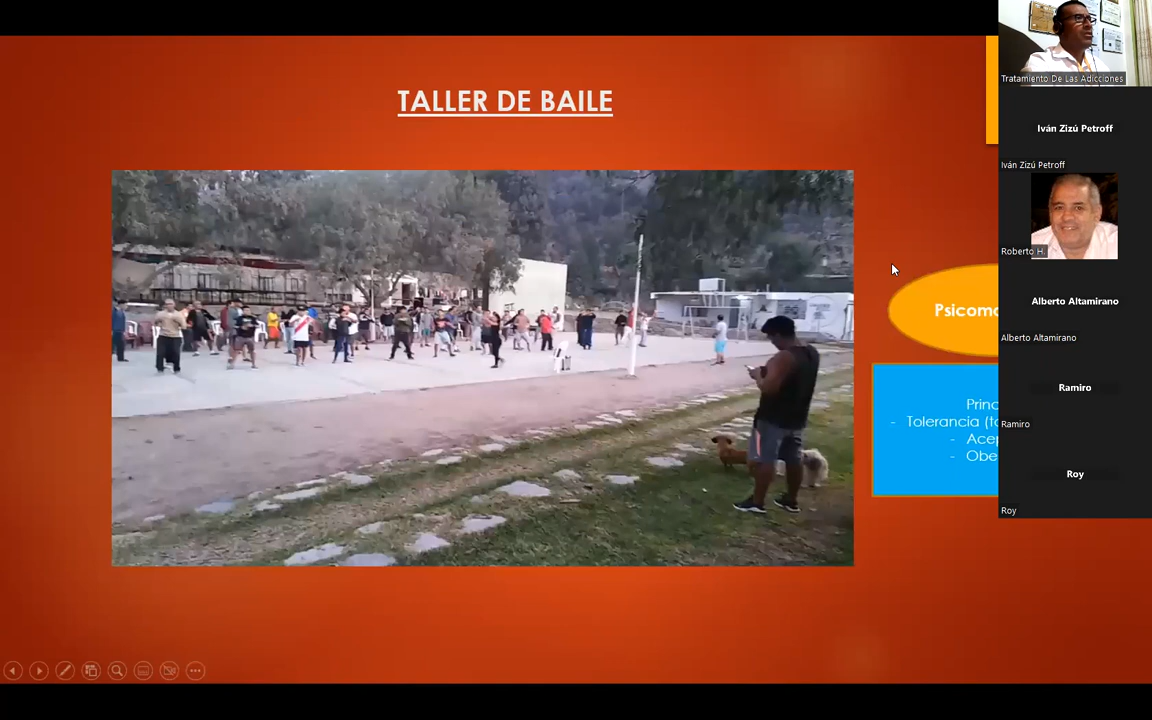 TALLER DE BAILE
Psicomo
Princ
- Tolerancia (to
- Acep
- Obe
Tratamiento De Las Adicciones
Iván Zizú Petroff
Iván Zizú Petroff
Roberto H.
Alberto Altamirano
Alberto Altamirano
Ramiro
Ramiro
Roy
Roy